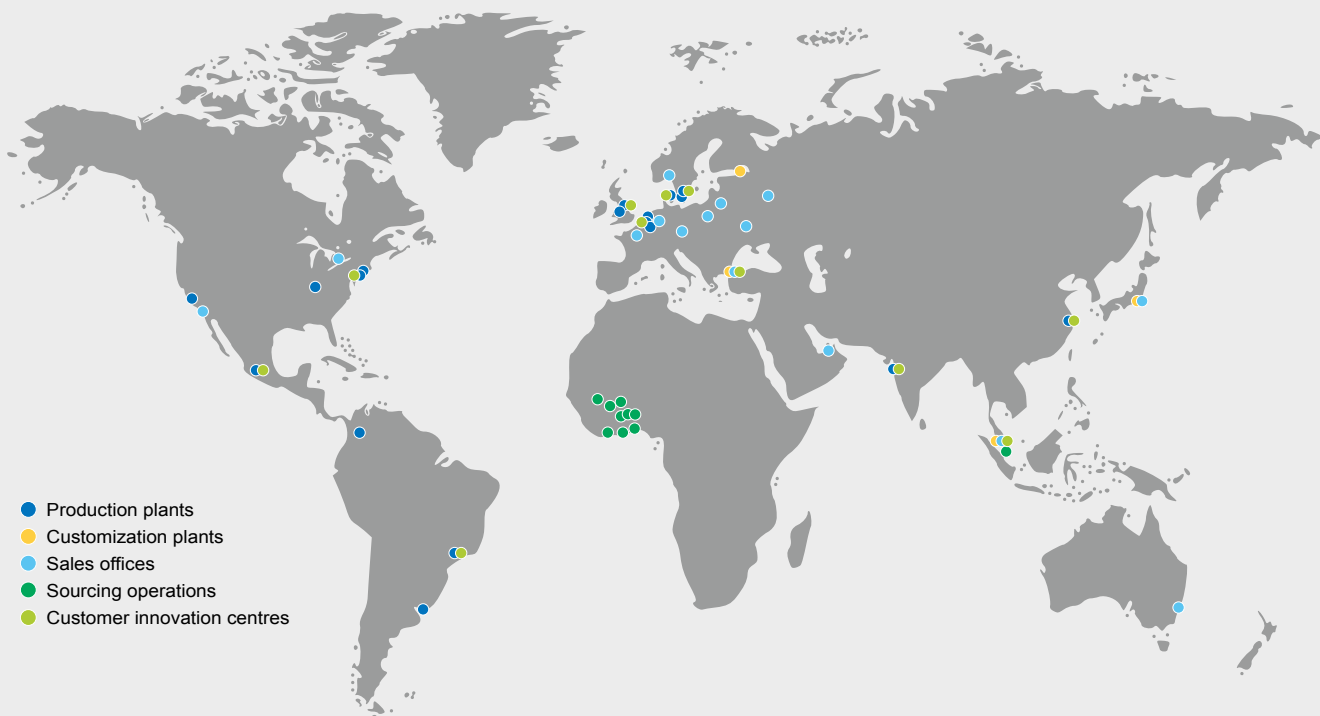 Production plants
Customization plants
Sales offices
Sourcing operations
Customer innovation centres